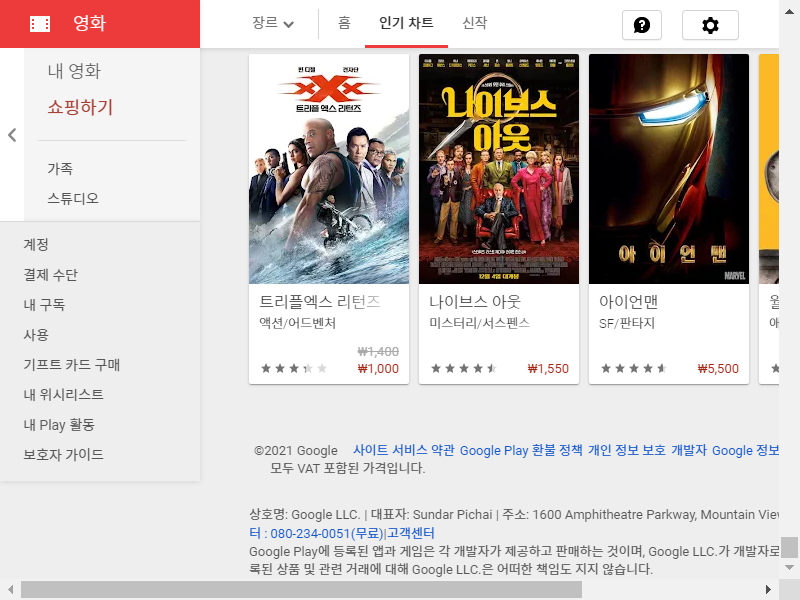 영화
장르
홈
인기 차트
신작
내 영화
쇼핑하기
가족
스튜디오
계정
결제 수단
내 구독
사용
기프트 카드 구매
내 위시리스트
내 Play 활동
보호자 가이드
빈 디젤 견자단
xXx
트리플 엑스 리턴즈
나이브스
아웃
12월 4일 대개봉
아이언맨
MARVEL
트리플엑스 리턴즈
액션/어드벤처
₩1,400
₩1,000
나이브스 아웃
미스터리/서스펜스
₩1,550
아이언맨
SF/판타지
₩5,500
©2021 Google 사이트 서비스 약관 Google Play 환불 정책 개인 정보 보호 개발자 Google 정보
모두 VAT 포함된 가격입니다.
상호명: Google LLC. | 대표자: Sundar Pichai | 주소: 1600 Amphitheatre Parkway, Mountain View
터 : 080-234-0051(무료)|고객센터
Google Play에 등록된 앱과 게임은 각 개발자가 제공하고 판매하는 것이며, Google LLC.가 개발자로
록된 상품 및 관련 거래에 대해 Google LLC.은 어떠한 책임도 지지 않습니다.